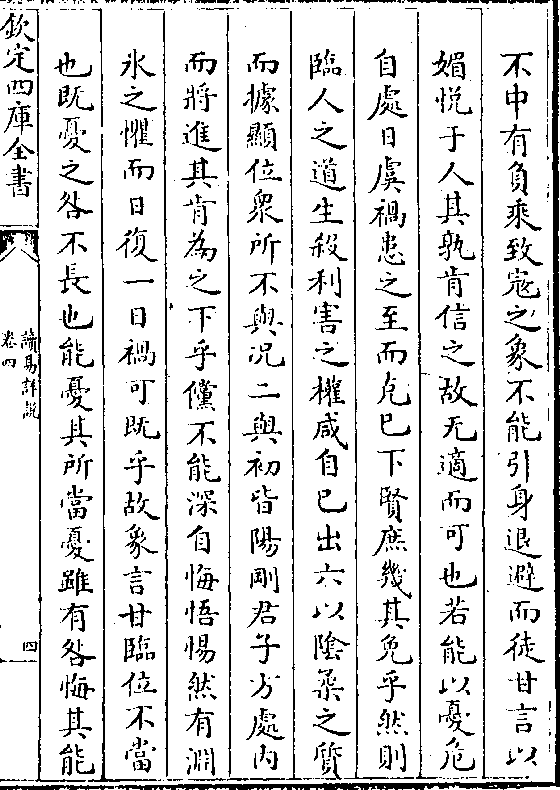 不中有負乘致寇之象不能引身退避而徒甘言以
媚悅于人其孰肯信之故无適而可也若能以憂危
自處日虞禍患之至而克己下賢庶幾其免乎然則
臨人之道生殺利害之權咸自己出六以陰柔之質
而據顯位衆所不與況二與初皆陽剛君子方處内
而將進其肯為之下乎儻不能深自悔悟惕然有淵
氷之懼而日復一日禍可既乎故象言甘臨位不當
也既憂之咎不長也能憂其所當憂雖有咎悔其能
欽定四庫全書
讀易詳說
卷四
四